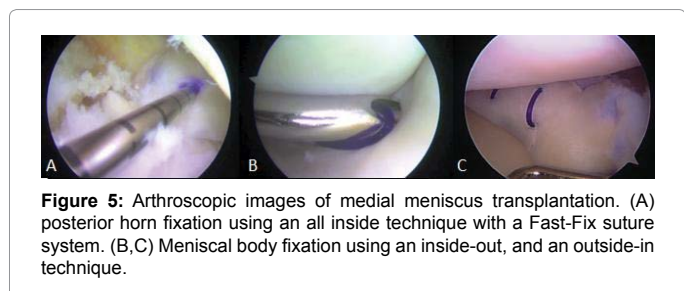 A
B
C
Figure 5: Arthroscopic images of medial meniscus transplantation. (A)
posterior horn fixation using an all inside technique with a Fast-Fix suture
system. (B,C) Meniscal body fixation using an inside-out, and an outside-in
technique.